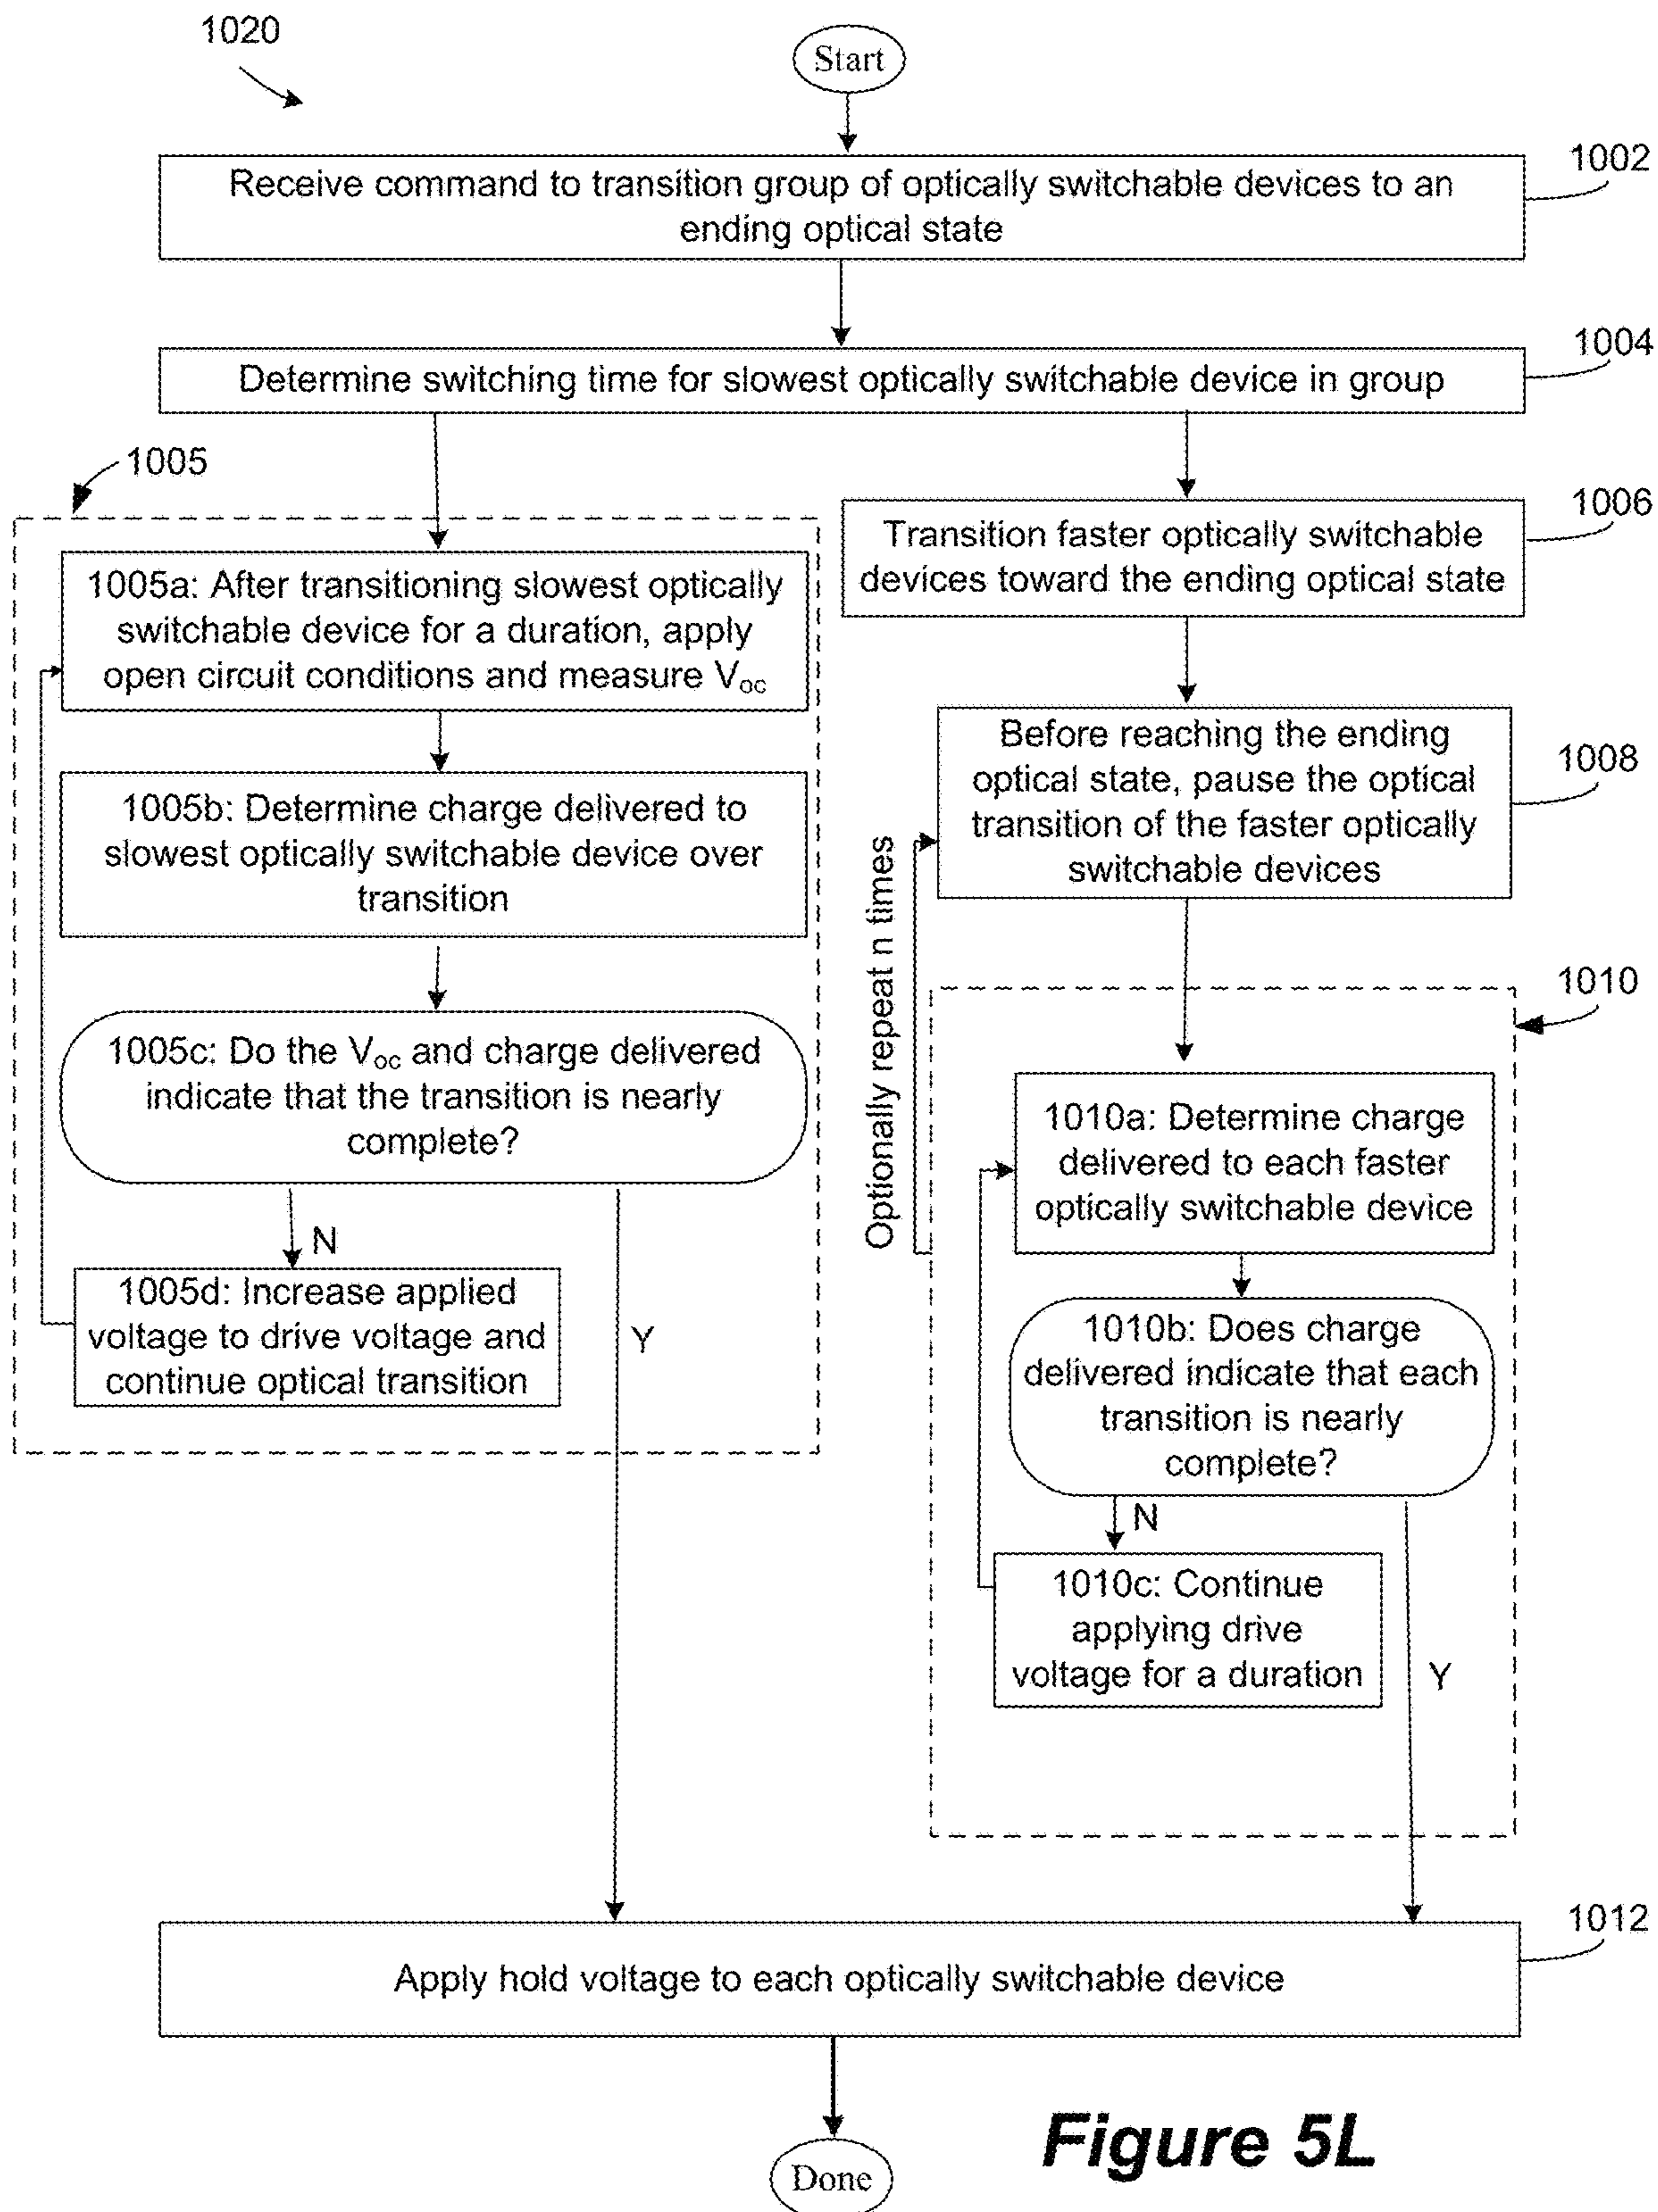 1020
Start
1002
Receive command to transition group of optically switchable devices to an
ending optical state
1004
Determine switching time for slowest optically switchable device in group
1005
1005a: After transitioning slowest optically
switchable device for a duration, apply
open circuit conditions and measure Voc
1005b: Determine charge delivered to
slowest optically switchable device over
transition
1005c: Do the Voc and charge delivered
indicate that the transition is nearly
complete?
N
1005d: Increase applied
voltage to drive voltage and
continue optical transition
Y
1006
Transition faster optically switchable
devices toward the ending optical state
1008
Before reaching the ending
optical state, pause the optical
transition of the faster optically
switchable devices
Optionally repeat n times
1010
1010a: Determine charge
delivered to each faster
optically switchable device
1010b: Does charge
delivered indicate that each
transition is nearly
complete?
N
1010c: Continue
applying drive
voltage for a duration
Y
1012
Apply hold voltage to each optically switchable device
Done
Figure 5L